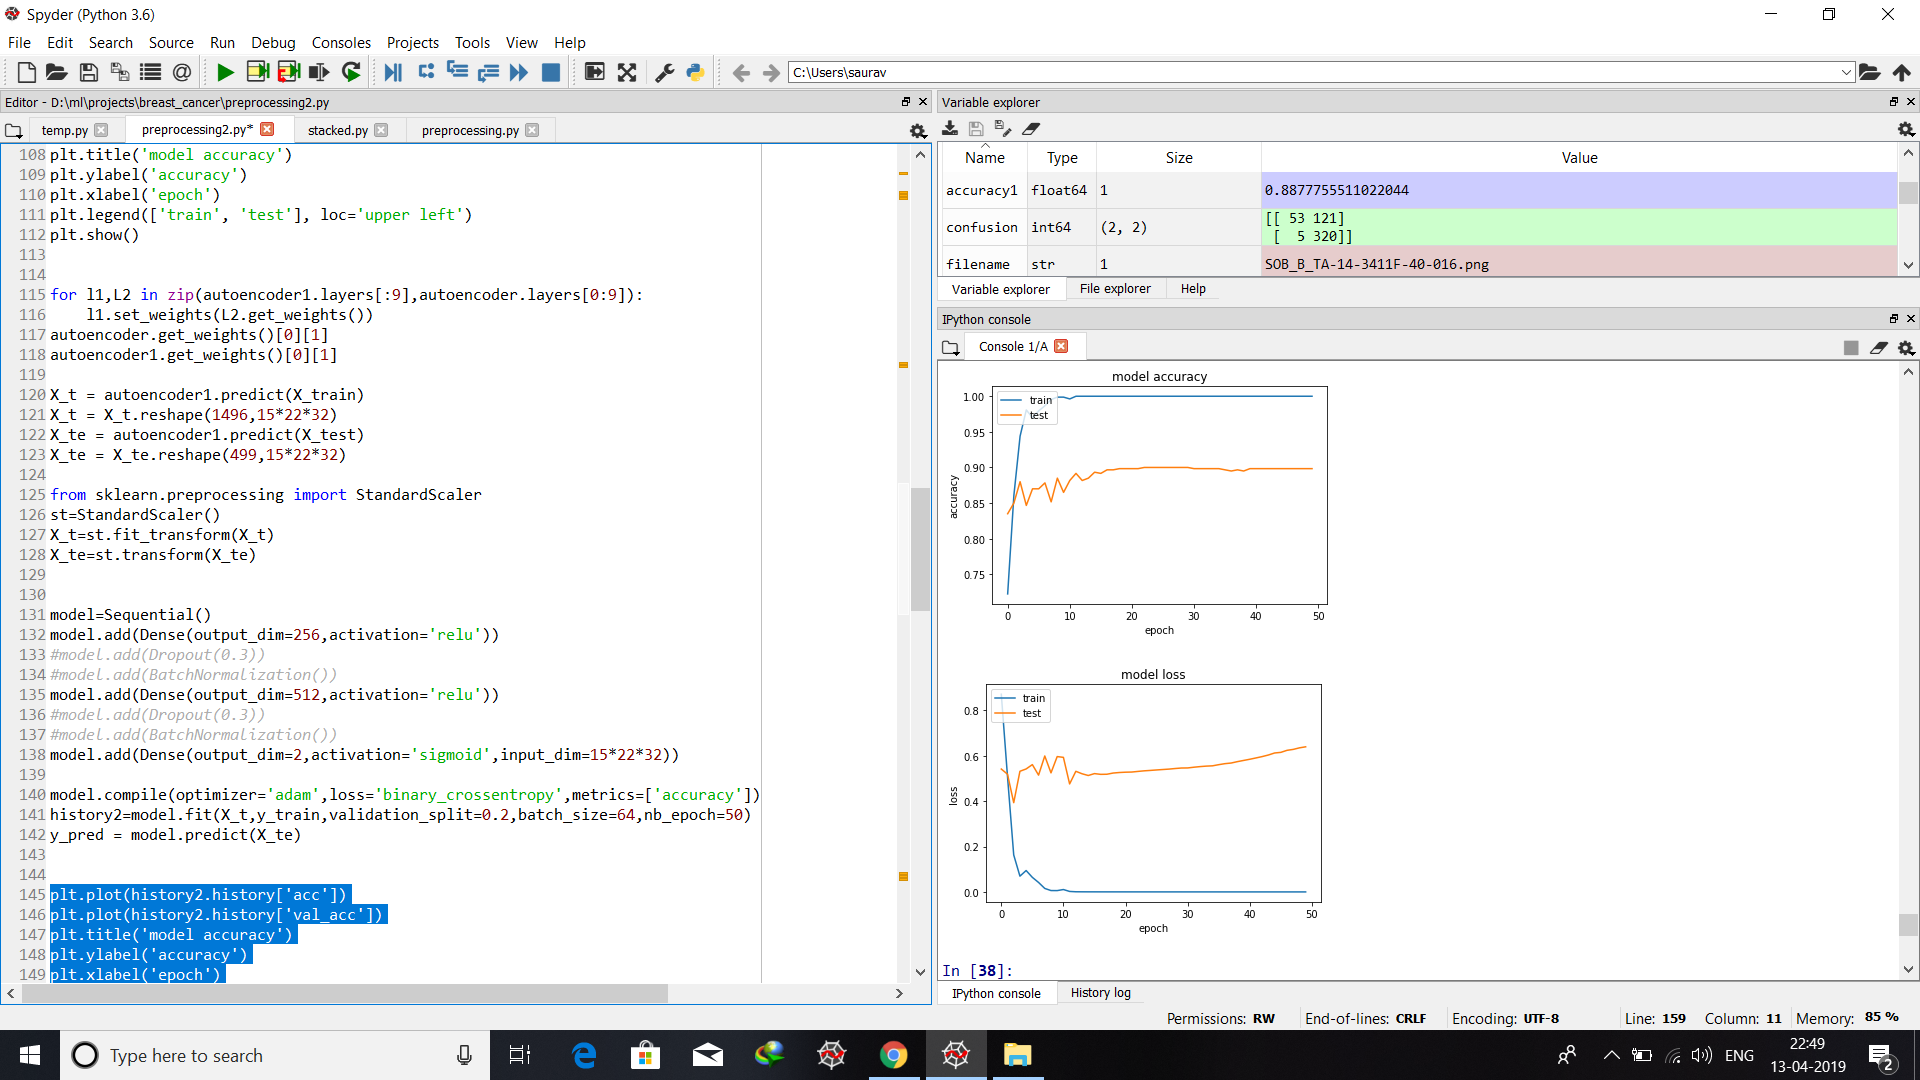 Spyder (Python 3.6)
File Edit Search Source Run Debug Consoles Projects Tools View Help
C:\Users\saurav
Editor - D:\ml\projects\breast_cancer\preprocessing2.py
temp.py preprocessing2.py* stacked.py preprocessing.py
108 plt.title('model accuracy')
109 plt.ylabel('accuracy')
110 plt.xlabel('epoch')
111 plt.legend(['train', 'test'], loc='upper left')
112 plt.show()
113
114
115 for l1,L2 in zip(autoencoder1.layers[:9],autoencoder.layers[0:9]):
116     l1.set_weights(L2.get_weights())
117 autoencoder.get_weights()[0][1]
118 autoencoder1.get_weights()[0][1]
119
120 X_t = autoencoder1.predict(X_train)
121 X_t = X_t.reshape(1496,15*22*32)
122 X_te = autoencoder1.predict(X_test)
123 X_te = X_te.reshape(499,15*22*32)
124
125 from sklearn.preprocessing import StandardScaler
126 st=StandardScaler()
127 X_t=st.fit_transform(X_t)
128 X_te=st.transform(X_te)
129
130
131 model=Sequential()
132 model.add(Dense(output_dim=256,activation='relu'))
133 #model.add(Dropout(0.3))
134 #model.add(BatchNormalization())
135 model.add(Dense(output_dim=512,activation='relu'))
136 #model.add(Dropout(0.3))
137 #model.add(BatchNormalization())
138 model.add(Dense(output_dim=2,activation='sigmoid',input_dim=15*22*32))
139
140 model.compile(optimizer='adam',loss='binary_crossentropy',metrics=['accuracy'])
141 history2=model.fit(X_t,y_train,validation_split=0.2,batch_size=64,nb_epoch=50)
142 y_pred = model.predict(X_te)
143
144
145 plt.plot(history2.history['acc'])
146 plt.plot(history2.history['val_acc'])
147 plt.title('model accuracy')
148 plt.ylabel('accuracy')
149 plt.xlabel('epoch')
Variable explorer
Name Type Size Value
accuracy1 float64 1 0.8877755511022044
confusion int64 (2, 2) [[ 53 121]
[  5 320]]
filename str 1 SOB_B_TA-14-3411F-40-016.png
Variable explorer File explorer Help
IPython console
Console 1/A
model accuracy
train
test
1.00
0.95
0.90
0.85
0.80
0.75
accuracy
0 10 20 30 40 50
epoch
model loss
train
test
0.8
0.6
0.4
0.2
0.0
loss
0 10 20 30 40 50
epoch
In [38]:
IPython console History log
Permissions: RW End-of-lines: CRLF Encoding: UTF-8 Line: 159 Column: 11 Memory: 85 %
Type here to search
ENG
22:49
13-04-2019
2